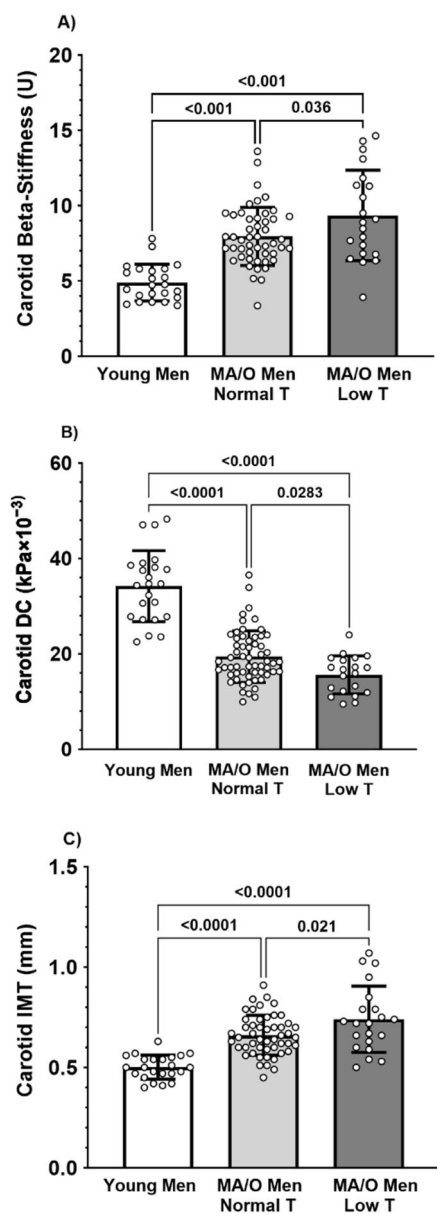 A)
<0.001
<0.001 0.036
Carotid Beta-Stiffness (U)
20
15
10
5
0
Young Men MA/O Men MA/O Men
Normal T Low T
B)
<0.0001
<0.0001 0.0283
Carotid DC (kPa×10⁻³)
60
40
20
0
Young Men MA/O Men MA/O Men
Normal T Low T
C)
<0.0001
<0.0001 0.021
Carotid IMT (mm)
1.5
1.0
0.5
0.0
Young Men MA/O Men MA/O Men
Normal T Low T